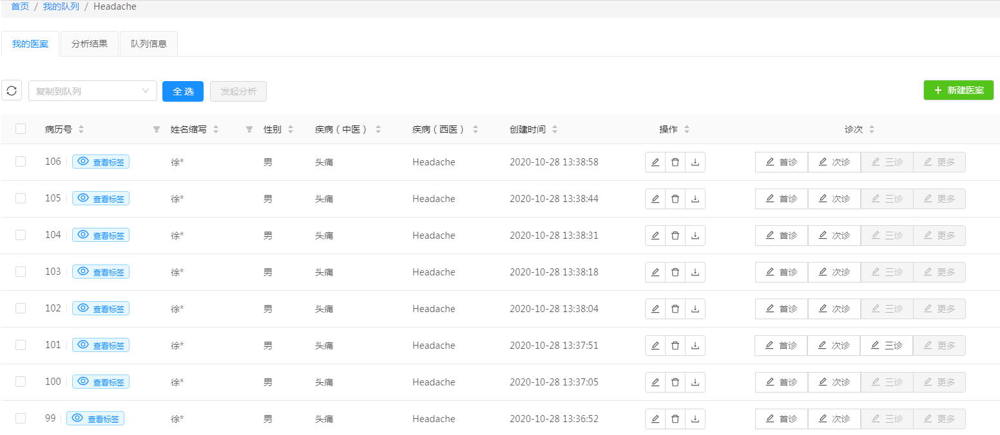 首页 / 我的队列 / Headache
我的医案 分析结果 队列信息
复制到队列 全 选 发起分析 + 新建医案
病历号 姓名缩写 性别 疾病（中医） 疾病（西医） 创建时间 操作 诊次
106 查看标签 徐* 男 头痛 Headache 2020-10-28 13:38:58 首诊 次诊 三诊 更多
105 查看标签 徐* 男 头痛 Headache 2020-10-28 13:38:44 首诊 次诊 三诊 更多
104 查看标签 徐* 男 头痛 Headache 2020-10-28 13:38:31 首诊 次诊 三诊 更多
103 查看标签 徐* 男 头痛 Headache 2020-10-28 13:38:18 首诊 次诊 三诊 更多
102 查看标签 徐* 男 头痛 Headache 2020-10-28 13:38:04 首诊 次诊 三诊 更多
101 查看标签 徐* 男 头痛 Headache 2020-10-28 13:37:51 首诊 次诊 三诊 更多
100 查看标签 徐* 男 头痛 Headache 2020-10-28 13:37:05 首诊 次诊 三诊 更多
99 查看标签 徐* 男 头痛 Headache 2020-10-28 13:36:52 首诊 次诊 三诊 更多